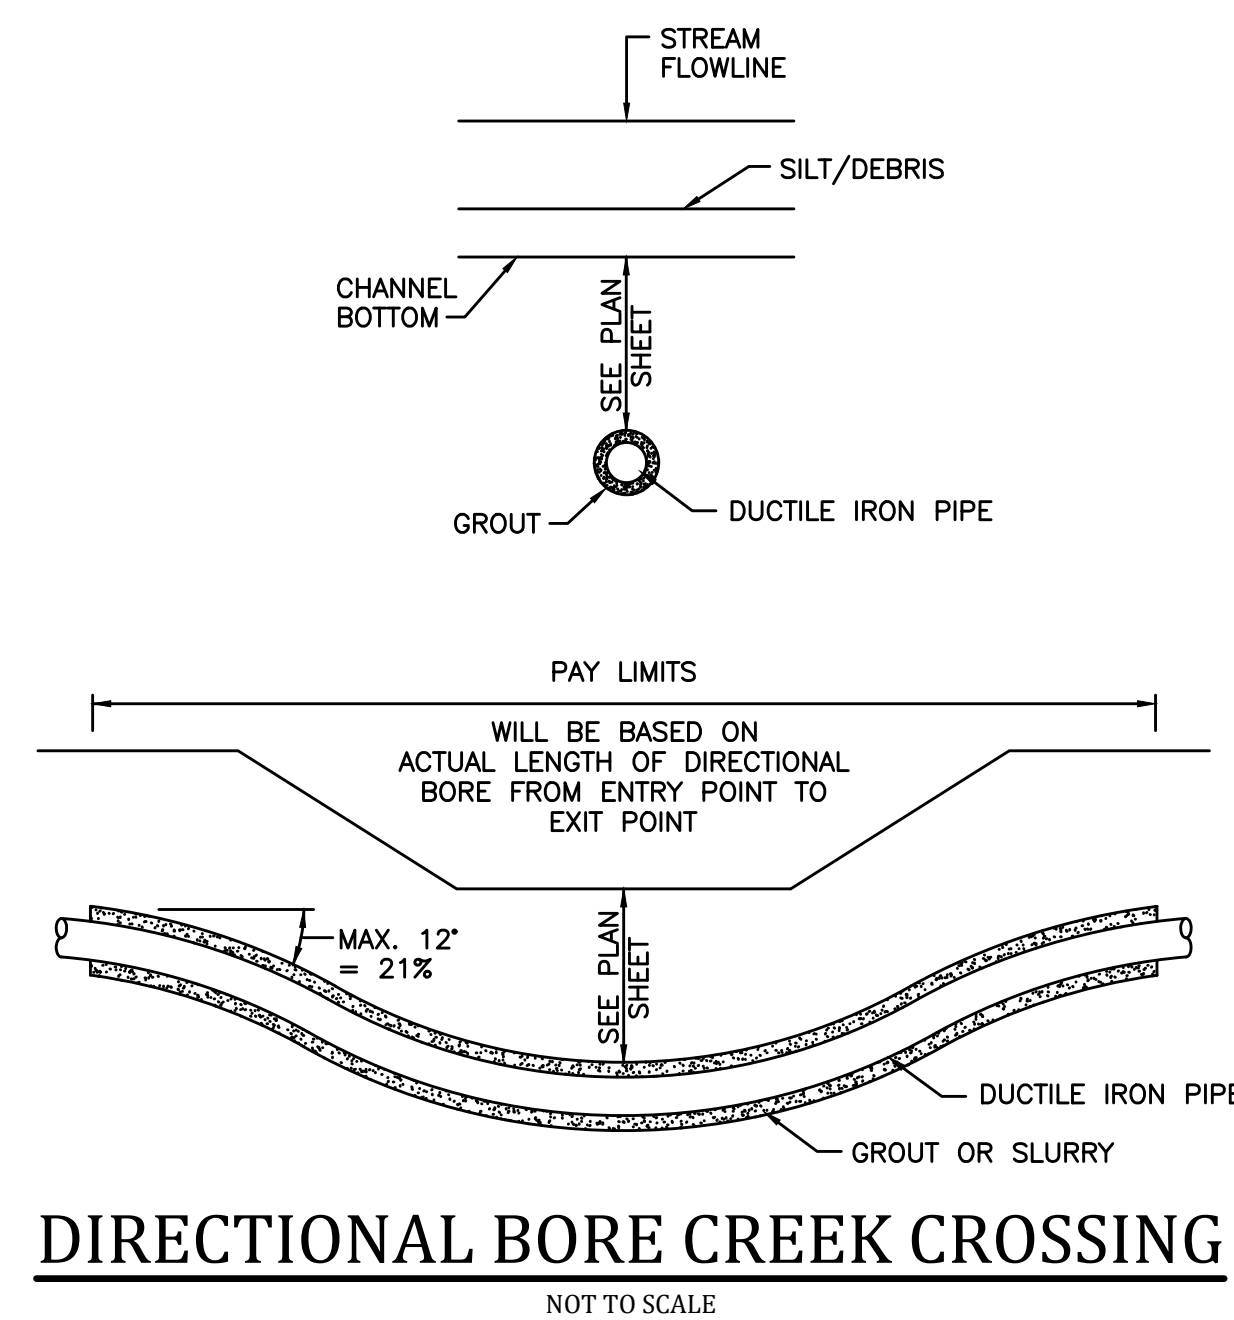 STREAM
FLOWLINE
SILT/DEBRIS
CHANNEL
BOTTOM
SEE PLAN
SHEET
GROUT
DUCTILE IRON PIPE
PAY LIMITS
WILL BE BASED ON
ACTUAL LENGTH OF DIRECTIONAL
BORE FROM ENTRY POINT TO
EXIT POINT
MAX. 12°
= 21%
SEE PLAN
SHEET
DUCTILE IRON PIPE
GROUT OR SLURRY
DIRECTIONAL BORE CREEK CROSSING
NOT TO SCALE